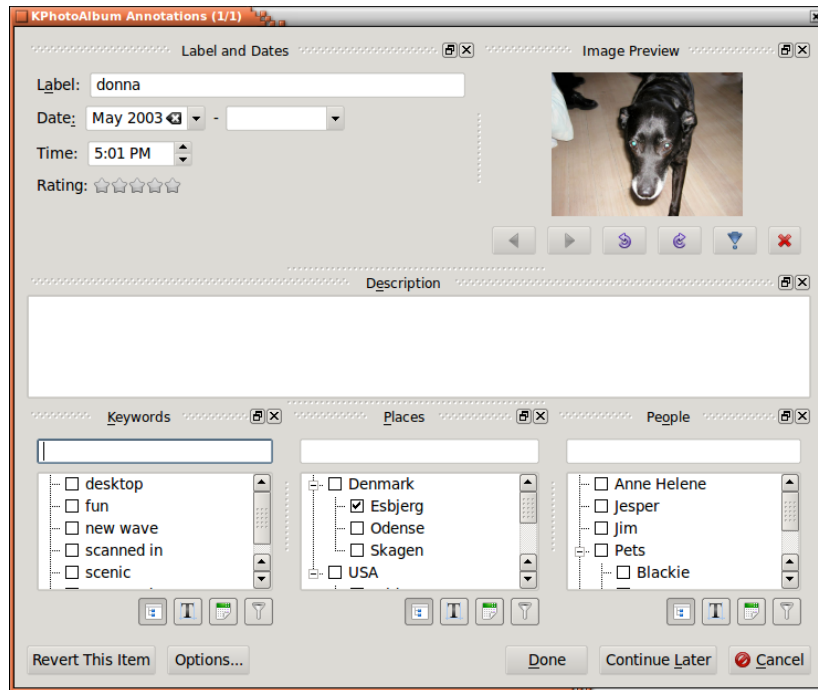 KPhotoAlbum Annotations (1/1)
Label and Dates
Image Preview
Label: donna
Date: May 2003 -
Time: 5:01 PM
Rating:
Description
Keywords
Places
People
desktop
fun
new wave
scanned in
scenic
Denmark
Esbjerg
Odense
Skagen
USA
Anne Helene
Jesper
Jim
Pets
Blackie
T
T
T
Revert This Item
Options...
Done
Continue Later
Cancel